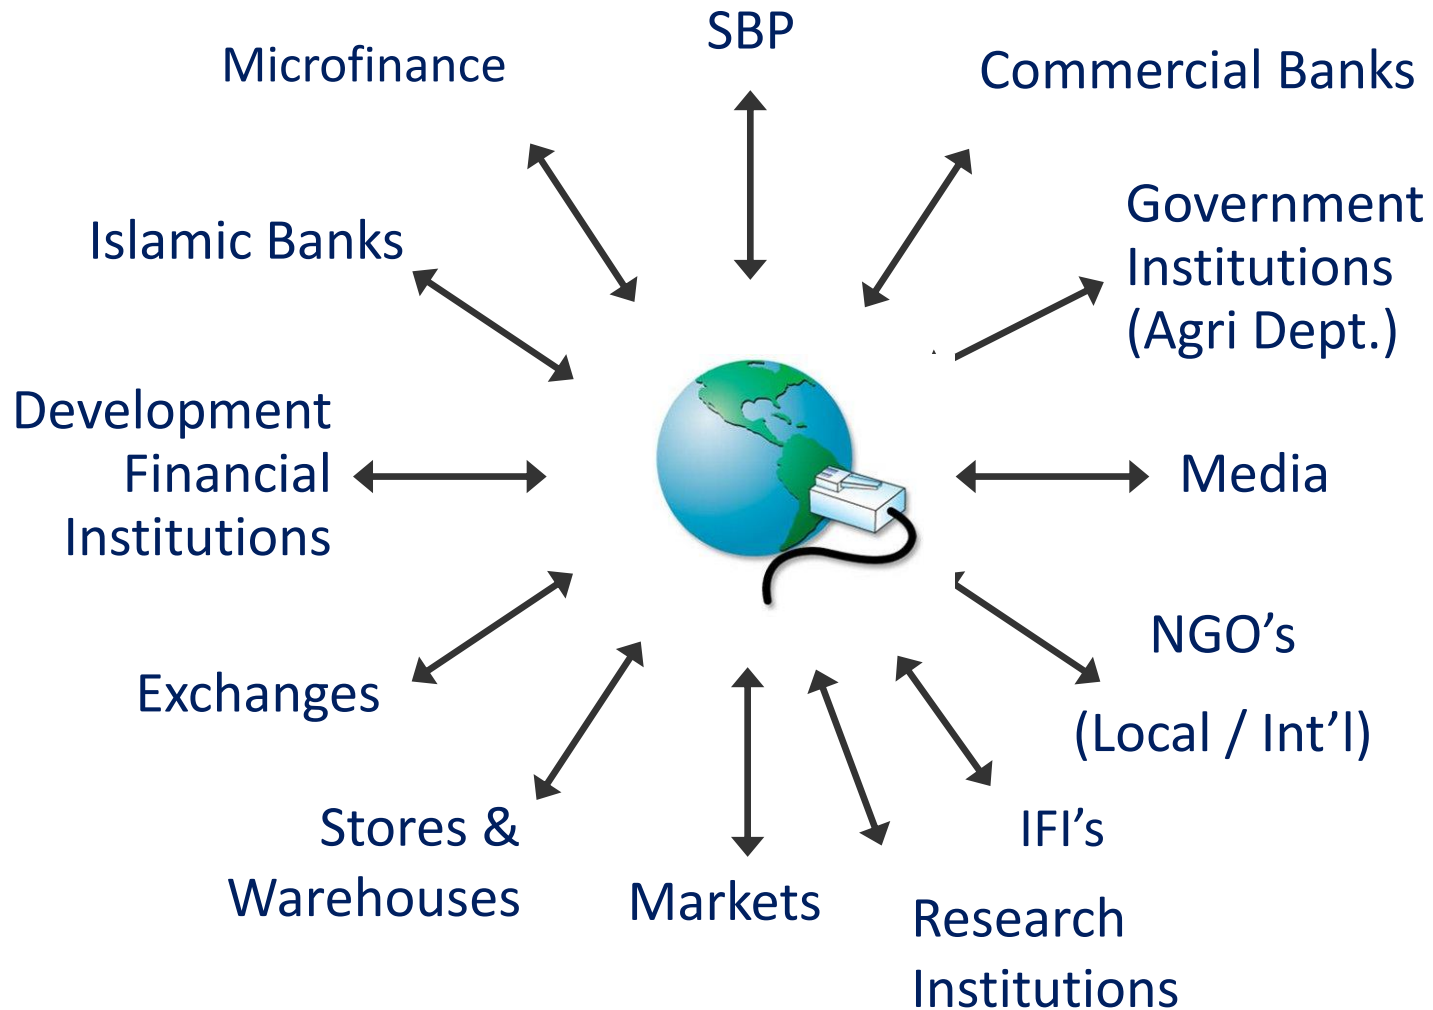 SBP
Microfinance
Commercial Banks
Government
Institutions
(Agri Dept.)
Islamic Banks
Development
Financial
Institutions
Media
NGO’s
(Local / Int’l)
Exchanges
Stores &
Warehouses
Markets
IFI’s
Research
Institutions